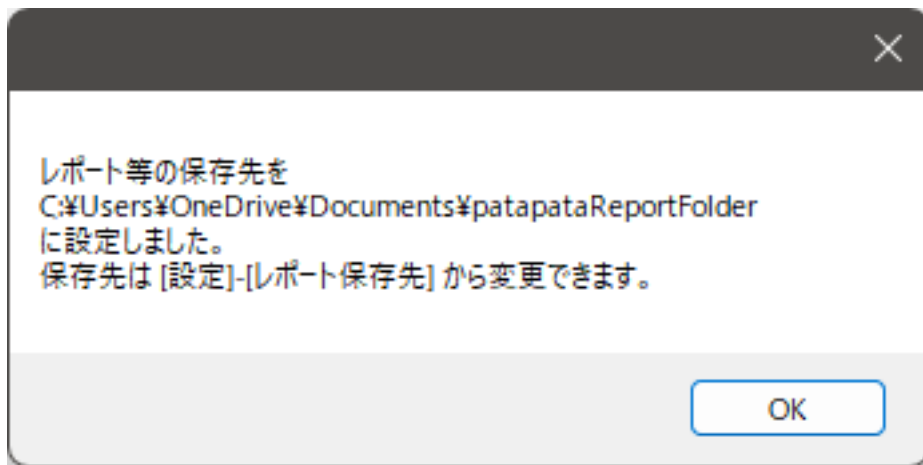 レポート等の保存先を
C:¥Users¥OneDrive¥Documents¥patapataReportFolder
に設定しました。
保存先は [設定]-[レポート保存先] から変更できます。
OK